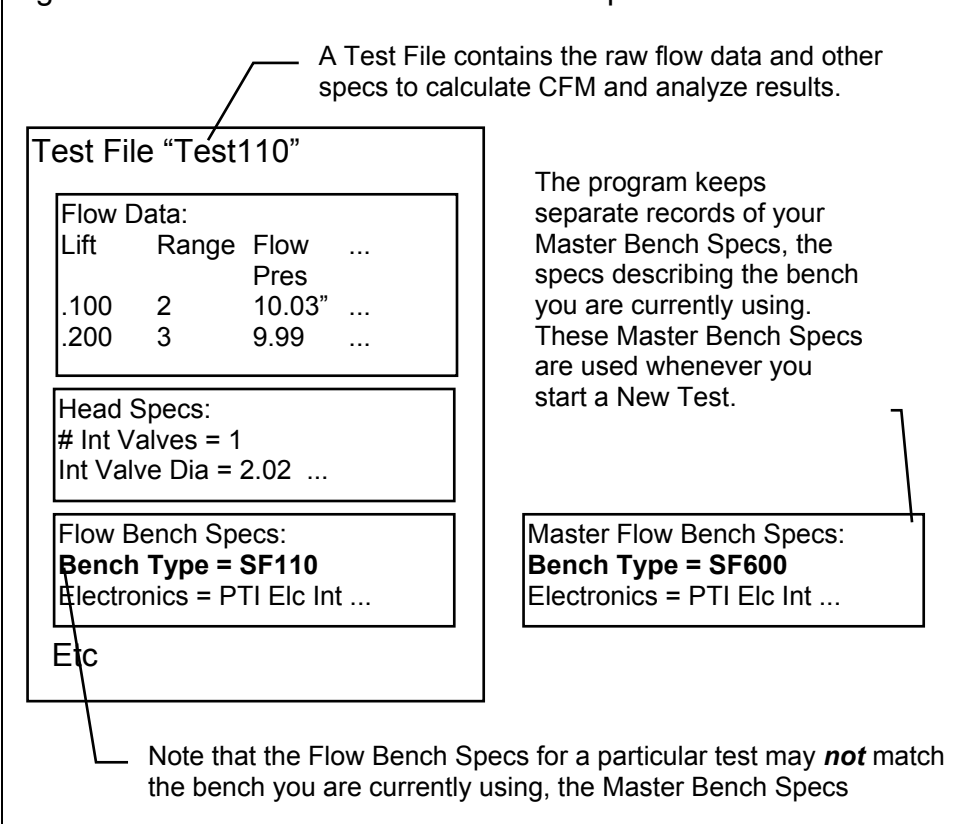 A Test File contains the raw flow data and other
specs to calculate CFM and analyze results.
Test File “Test110”
Flow Data:
Lift Range Flow ...
Pres
.100 2 10.03” ...
.200 3 9.99 ...
Head Specs:
# Int Valves = 1
Int Valve Dia = 2.02 ...
Flow Bench Specs:
Bench Type = SF110
Electronics = PTI Elc Int ...
Etc
The program keeps
separate records of your
Master Bench Specs, the
specs describing the bench
you are currently using.
These Master Bench Specs
are used whenever you
start a New Test.
Master Flow Bench Specs:
Bench Type = SF600
Electronics = PTI Elc Int ...
Note that the Flow Bench Specs for a particular test may not match
the bench you are currently using, the Master Bench Specs